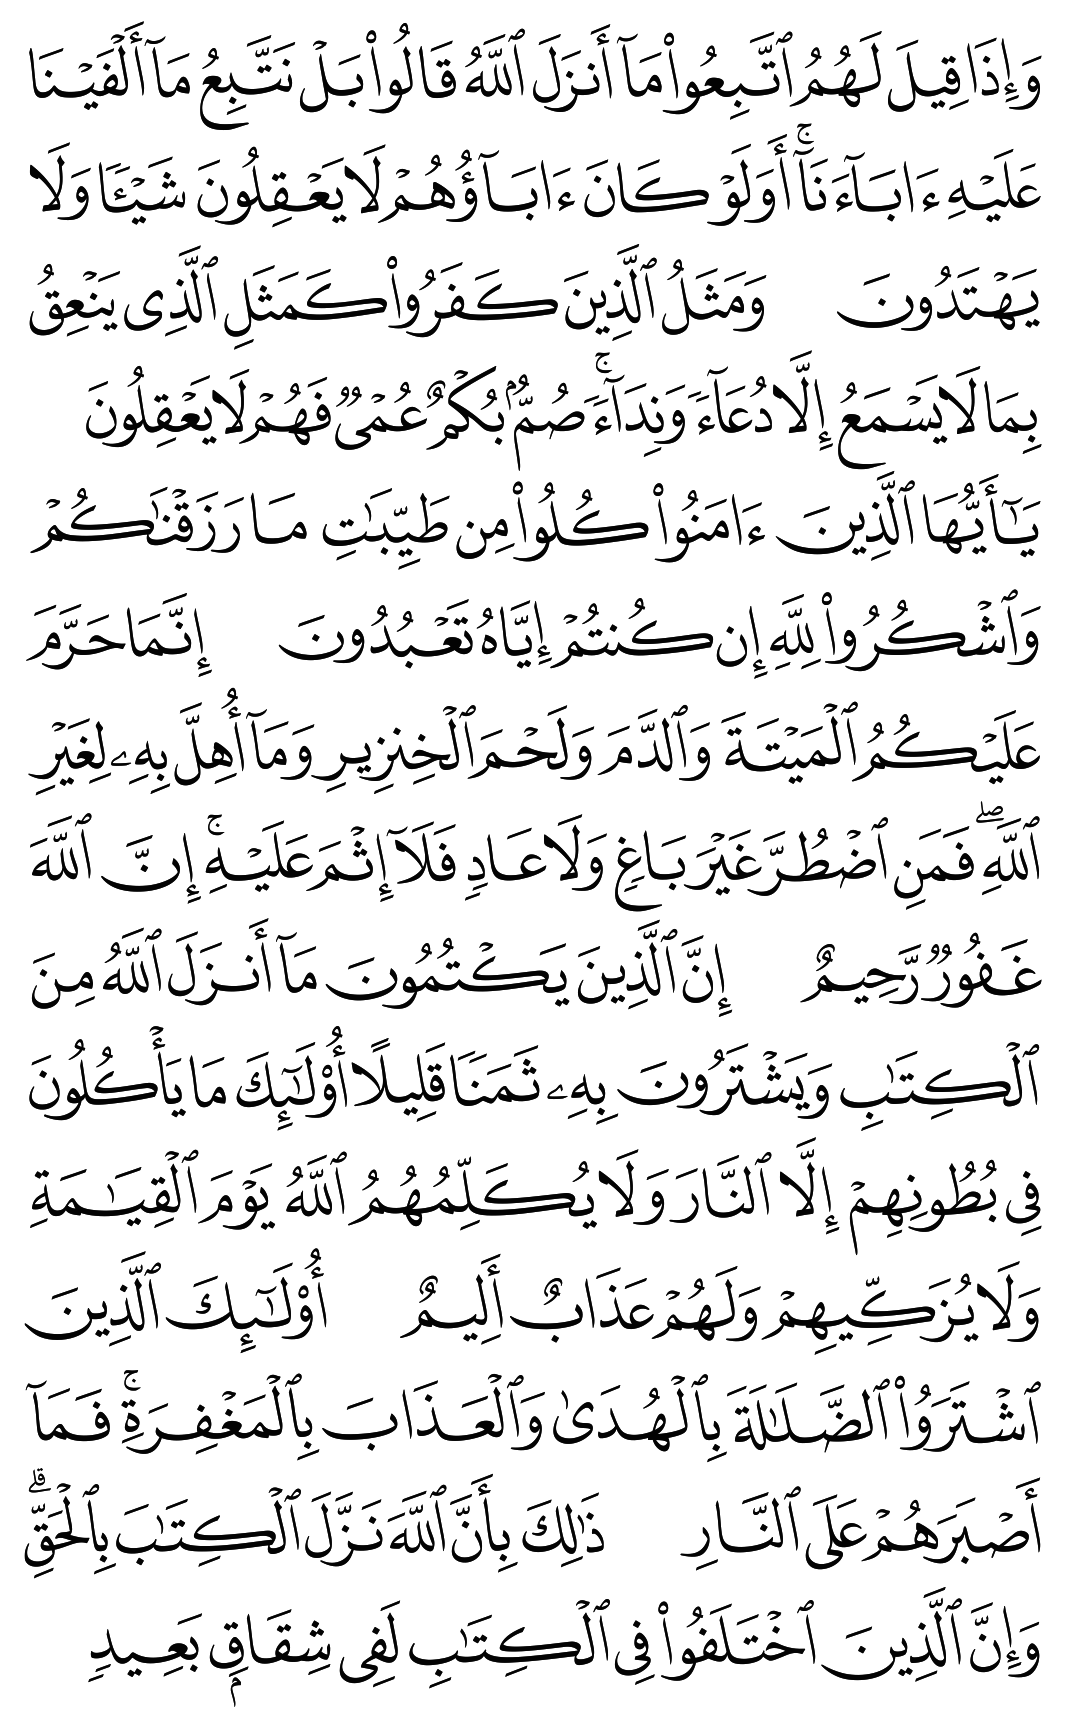 وَإِذَا قِيلَ لَهُمُ ٱتَّبِعُوا۟ مَآ أَنزَلَ ٱللَّهُ قَالُوا۟ بَلۡ نَتَّبِعُ مَآ أَلۡفَيۡنَا
عَلَيۡهِ ءَابَآءَنَآۚ أَوَلَوۡ كَانَ ءَابَآؤُهُمۡ لَا يَعۡقِلُونَ شَيۡـًٔا وَلَا
يَهۡتَدُونَ وَمَثَلُ ٱلَّذِينَ كَفَرُوا۟ كَمَثَلِ ٱلَّذِى يَنۡعِقُ
بِمَا لَا يَسۡمَعُ إِلَّا دُعَآءً وَنِدَآءًۚ صُمُّۢ بُكۡمٌ عُمۡىٌ فَهُمۡ لَا يَعۡقِلُونَ
يَـٰٓأَيُّهَا ٱلَّذِينَ ءَامَنُوا۟ كُلُوا۟ مِن طَيِّبَـٰتِ مَا رَزَقۡنَـٰكُمۡ
وَٱشۡكُرُوا۟ لِلَّهِ إِن كُنتُمۡ إِيَّاهُ تَعۡبُدُونَ إِنَّمَا حَرَّمَ
عَلَيۡكُمُ ٱلۡمَيۡتَةَ وَٱلدَّمَ وَلَحۡمَ ٱلۡخِنزِيرِ وَمَآ أُهِلَّ بِهِۦ لِغَيۡرِ
ٱللَّهِۖ فَمَنِ ٱضۡطُرَّ غَيۡرَ بَاغٍ وَلَا عَادٍ فَلَآ إِثۡمَ عَلَيۡهِۚ إِنَّ ٱللَّهَ
غَفُورٌ رَّحِيمٌ إِنَّ ٱلَّذِينَ يَكۡتُمُونَ مَآ أَنزَلَ ٱللَّهُ مِنَ
ٱلۡكِتَـٰبِ وَيَشۡتَرُونَ بِهِۦ ثَمَنًا قَلِيلًا أُو۟لَـٰٓئِكَ مَا يَأۡكُلُونَ
فِى بُطُونِهِمۡ إِلَّا ٱلنَّارَ وَلَا يُكَلِّمُهُمُ ٱللَّهُ يَوۡمَ ٱلۡقِيَـٰمَةِ
وَلَا يُزَكِّيهِمۡ وَلَهُمۡ عَذَابٌ أَلِيمٌ أُو۟لَـٰٓئِكَ ٱلَّذِينَ
ٱشۡتَرَوُا۟ ٱلضَّلَـٰلَةَ بِٱلۡهُدَىٰ وَٱلۡعَذَابَ بِٱلۡمَغۡفِرَةِۚ فَمَآ
أَصۡبَرَهُمۡ عَلَى ٱلنَّارِ ذَٰلِكَ بِأَنَّ ٱللَّهَ نَزَّلَ ٱلۡكِتَـٰبَ بِٱلۡحَقِّۗ
وَإِنَّ ٱلَّذِينَ ٱخۡتَلَفُوا۟ فِى ٱلۡكِتَـٰبِ لَفِى شِقَاقٍۭ بَعِيدٍ